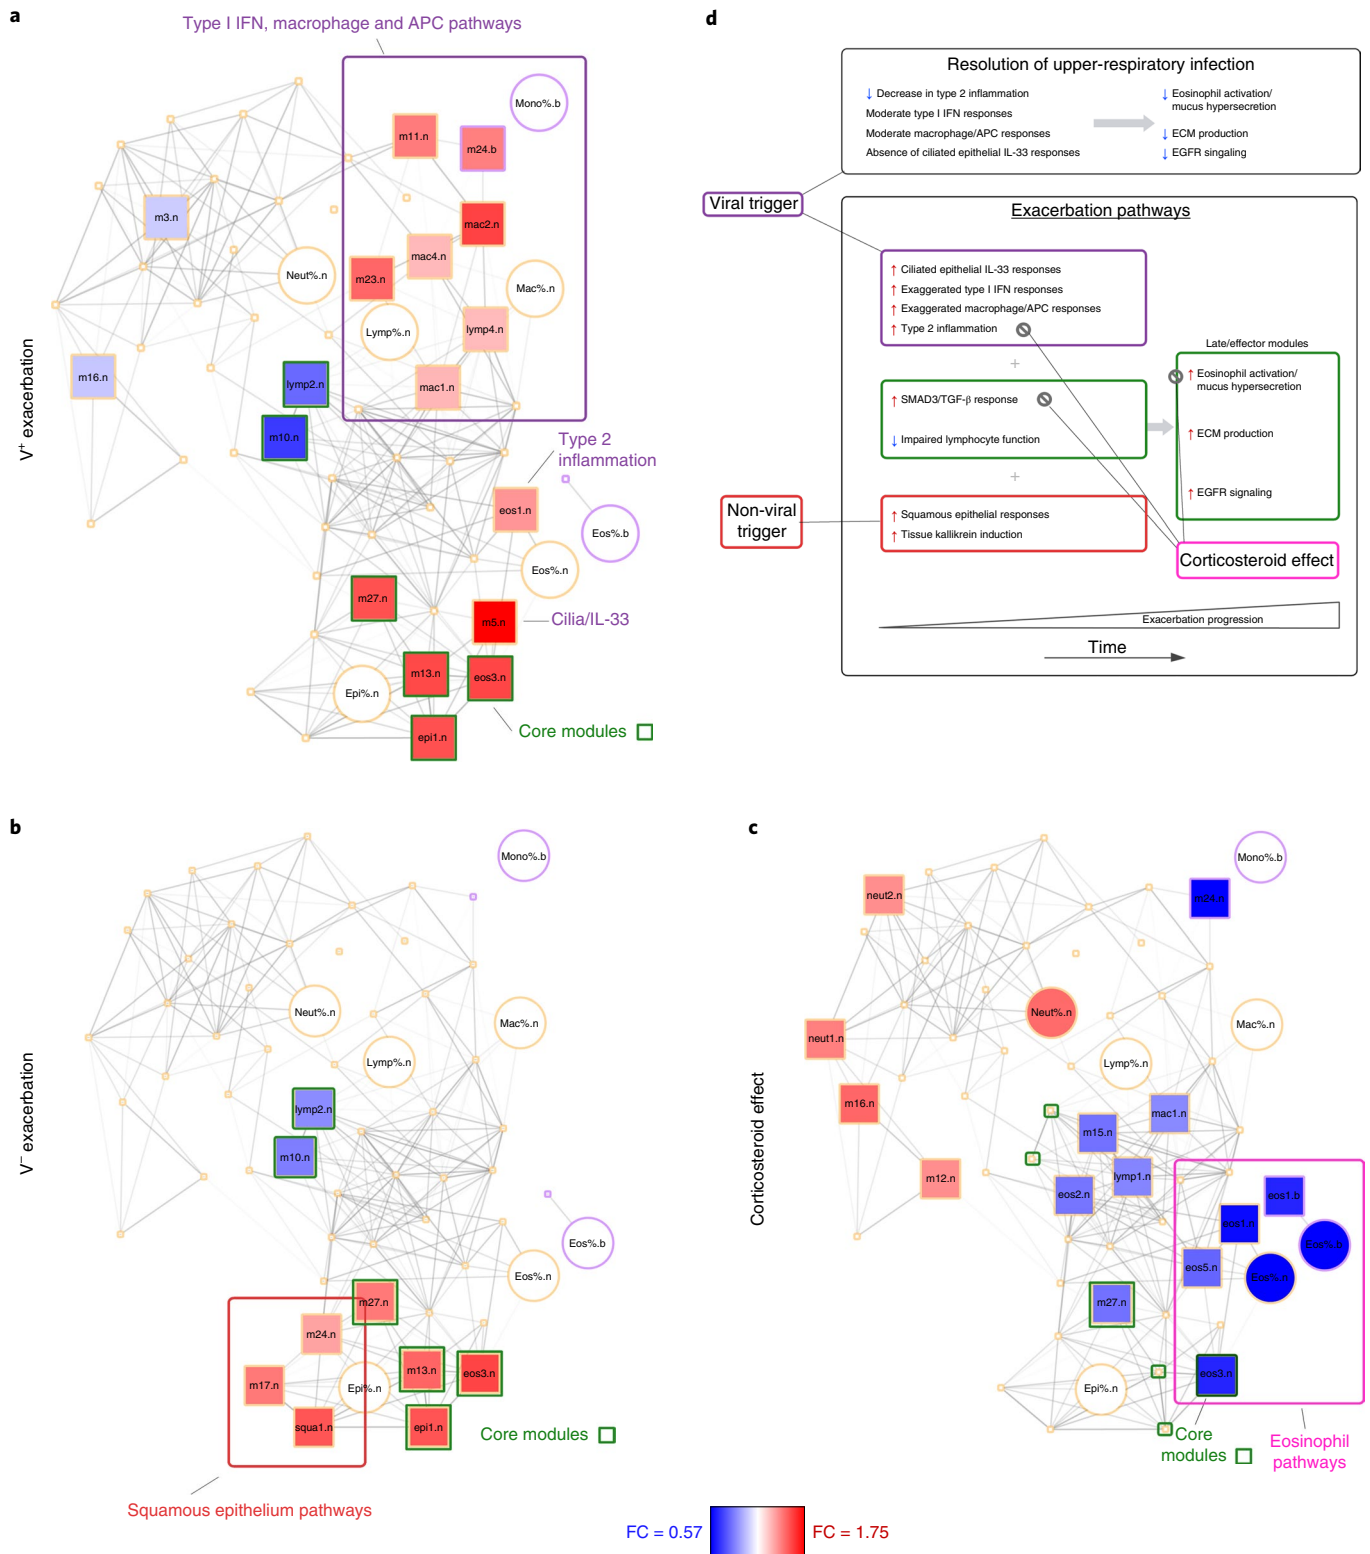 a
Type I IFN, macrophage and APC pathways
Mono%.b
m11.n
m24.b
m3.n
mac2.n
mac4.n
Neut%.n
m23.n
Mac%.n
Lymp%.n
lymp4.n
m16.n
lymp2.n
mac1.n
m10.n
V+ exacerbation
Type 2
inflammation
eos1.n
Eos%.b
Eos%.n
m27.n
m5.n
Cilia/IL-33
m13.n
eos3.n
Epi%.n
epi1.n
Core modules
d
Resolution of upper-respiratory infection
↓ Decrease in type 2 inflammation
Moderate type I IFN responses
Moderate macrophage/APC responses
Absence of ciliated epithelial IL-33 responses
↓ Eosinophil activation/
mucus hypersecretion
↓ ECM production
↓ EGFR singaling
Viral trigger
Exacerbation pathways
↑ Ciliated epithelial IL-33 responses
↑ Exaggerated type I IFN responses
↑ Exaggerated macrophage/APC responses
↑ Type 2 inflammation
+
↑ SMAD3/TGF-β response
↓ Impaired lymphocyte function
+
Non-viral
trigger
↑ Squamous epithelial responses
↑ Tissue kallikrein induction
Late/effector modules
↑ Eosinophil activation/
mucus hypersecretion
↑ ECM production
↑ EGFR signaling
Corticosteroid effect
Exacerbation progression
Time
b
Mono%.b
Neut%.n
Mac%.n
Lymp%.n
lymp2.n
m10.n
V− exacerbation
Eos%.b
Eos%.n
m27.n
m24.n
m13.n
eos3.n
m17.n
Epi%.n
squa1.n
epi1.n
Core modules
Squamous epithelium pathways
c
Mono%.b
neut2.n
m24.b
Neut%.n
Mac%.n
neut1.n
Lymp%.n
m16.n
mac1.n
m15.n
Corticosteroid effect
m12.n
lymp1.n
eos2.n
eos1.b
eos1.n
Eos%.b
eos5.n
Eos%.n
m27.n
eos3.n
Epi%.n
Core
modules
Eosinophil
pathways
FC = 0.57
FC = 1.75